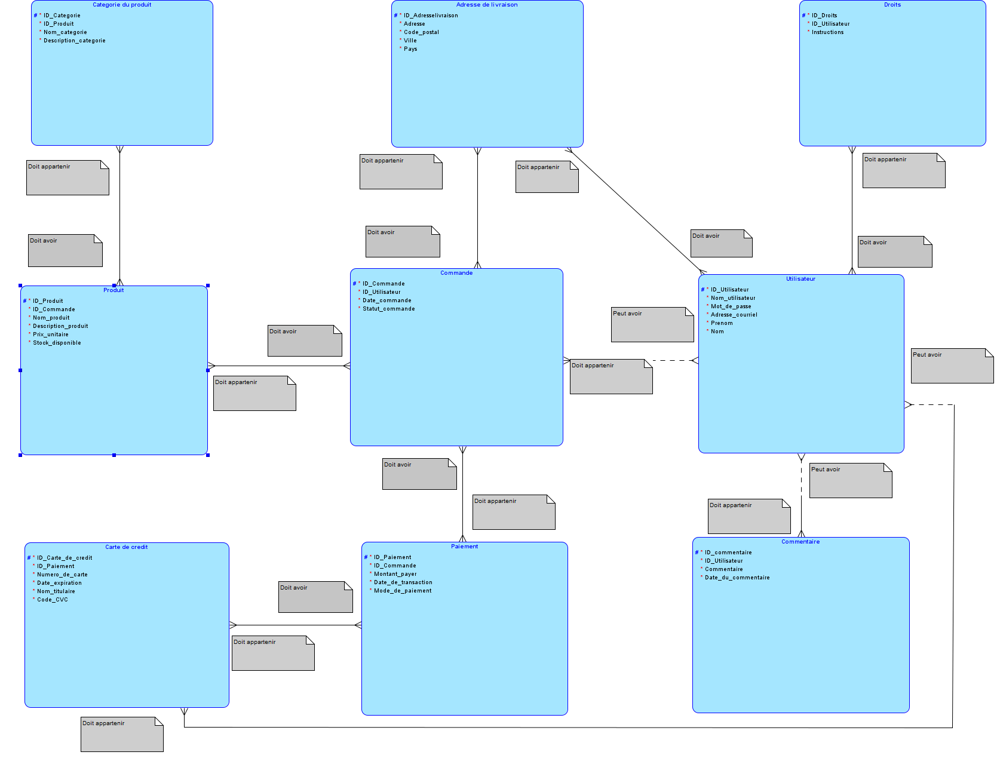 Categorie du produit
# * ID_Categorie
* ID_Produit
* Nom_categorie
* Description_categorie
Adresse de livraison
# * ID_Adresselivraison
* Adresse
* Code_postal
* Ville
* Pays
Droits
# * ID_Droits
* ID_Utilisateur
* Instructions
Doit appartenir
Doit avoir
Doit appartenir
Doit avoir
Doit appartenir
Doit avoir
Doit appartenir
Doit avoir
Produit
# * ID_Produit
* ID_Commande
* Nom_produit
* Description_produit
* Prix_unitaire
* Stock_disponible
Doit avoir
Doit appartenir
Commande
# * ID_Commande
* ID_Utilisateur
* Date_commande
* Statut_commande
Peut avoir
Doit appartenir
Utilisateur
# * ID_Utilisateur
* Nom_utilisateur
* Mot_de_passe
* Adresse_courriel
* Prenom
* Nom
Peut avoir
Doit avoir
Doit appartenir
Peut avoir
Doit appartenir
Carte de credit
# * ID_Carte_de_credit
* ID_Paiement
* Numero_de_carte
* Date_expiration
* Nom_titulaire
* Code_CVC
Doit avoir
Doit appartenir
Paiement
# * ID_Paiement
* ID_Commande
* Montant_payer
* Date_de_transaction
* Mode_de_paiement
Commentaire
# * ID_commentaire
* ID_Utilisateur
* Commentaire
* Date_du_commentaire
Doit appartenir